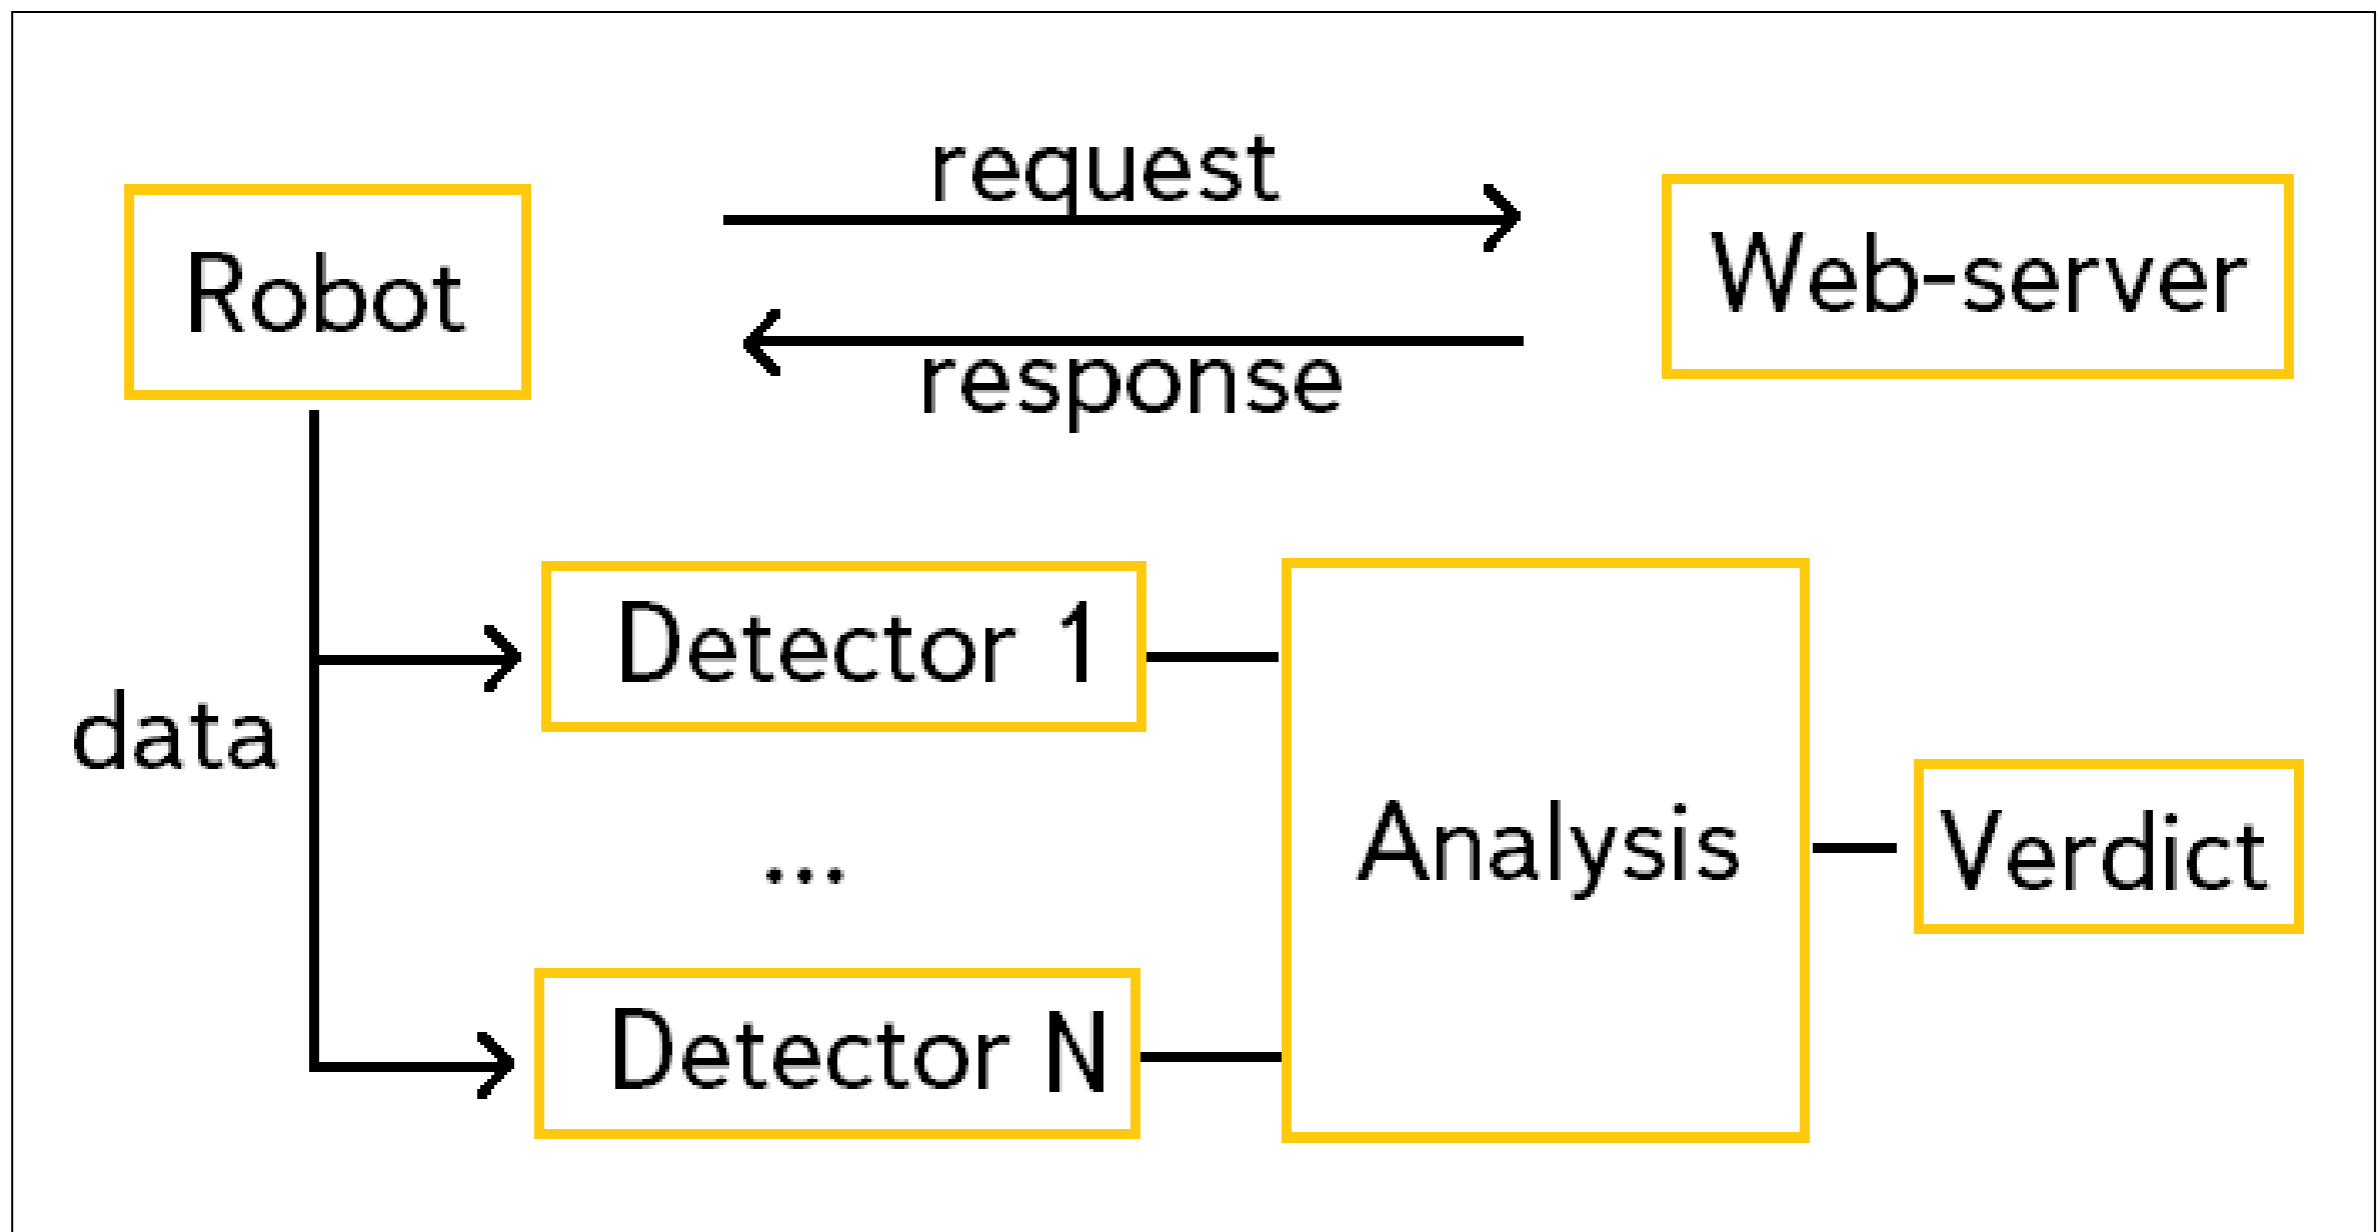 request
Robot
Web-server
response
Detector 1
data
...
Analysis
Verdict
Detector N